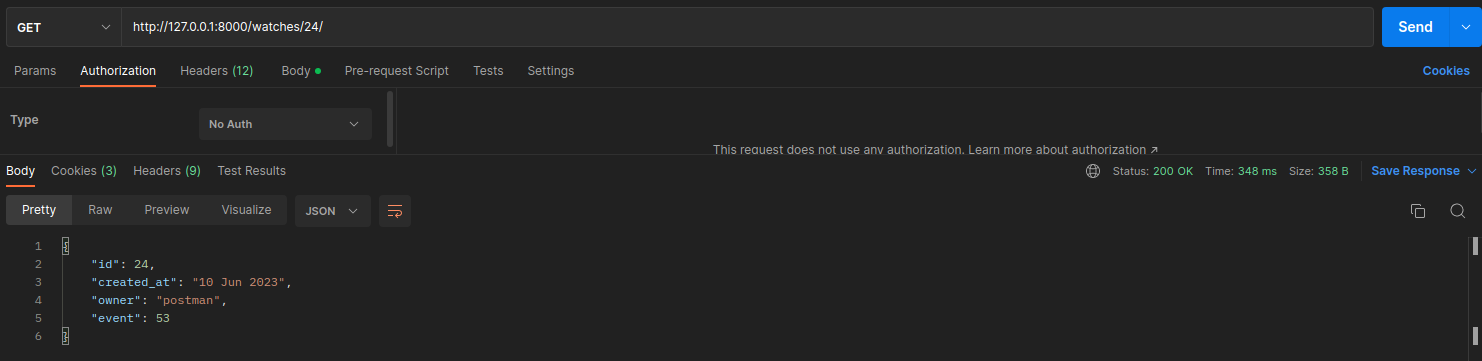 GET http://127.0.0.1:8000/watches/24/ Send
Params Authorization Headers (12) Body Pre-request Script Tests Settings Cookies
Type No Auth
This request does not use any authorization. Learn more about authorization ↗
Body Cookies (3) Headers (9) Test Results Status: 200 OK Time: 348 ms Size: 358 B Save Response
Pretty Raw Preview Visualize JSON
1 {
2 "id": 24,
3 "created_at": "10 Jun 2023",
4 "owner": "postman",
5 "event": 53
6 }